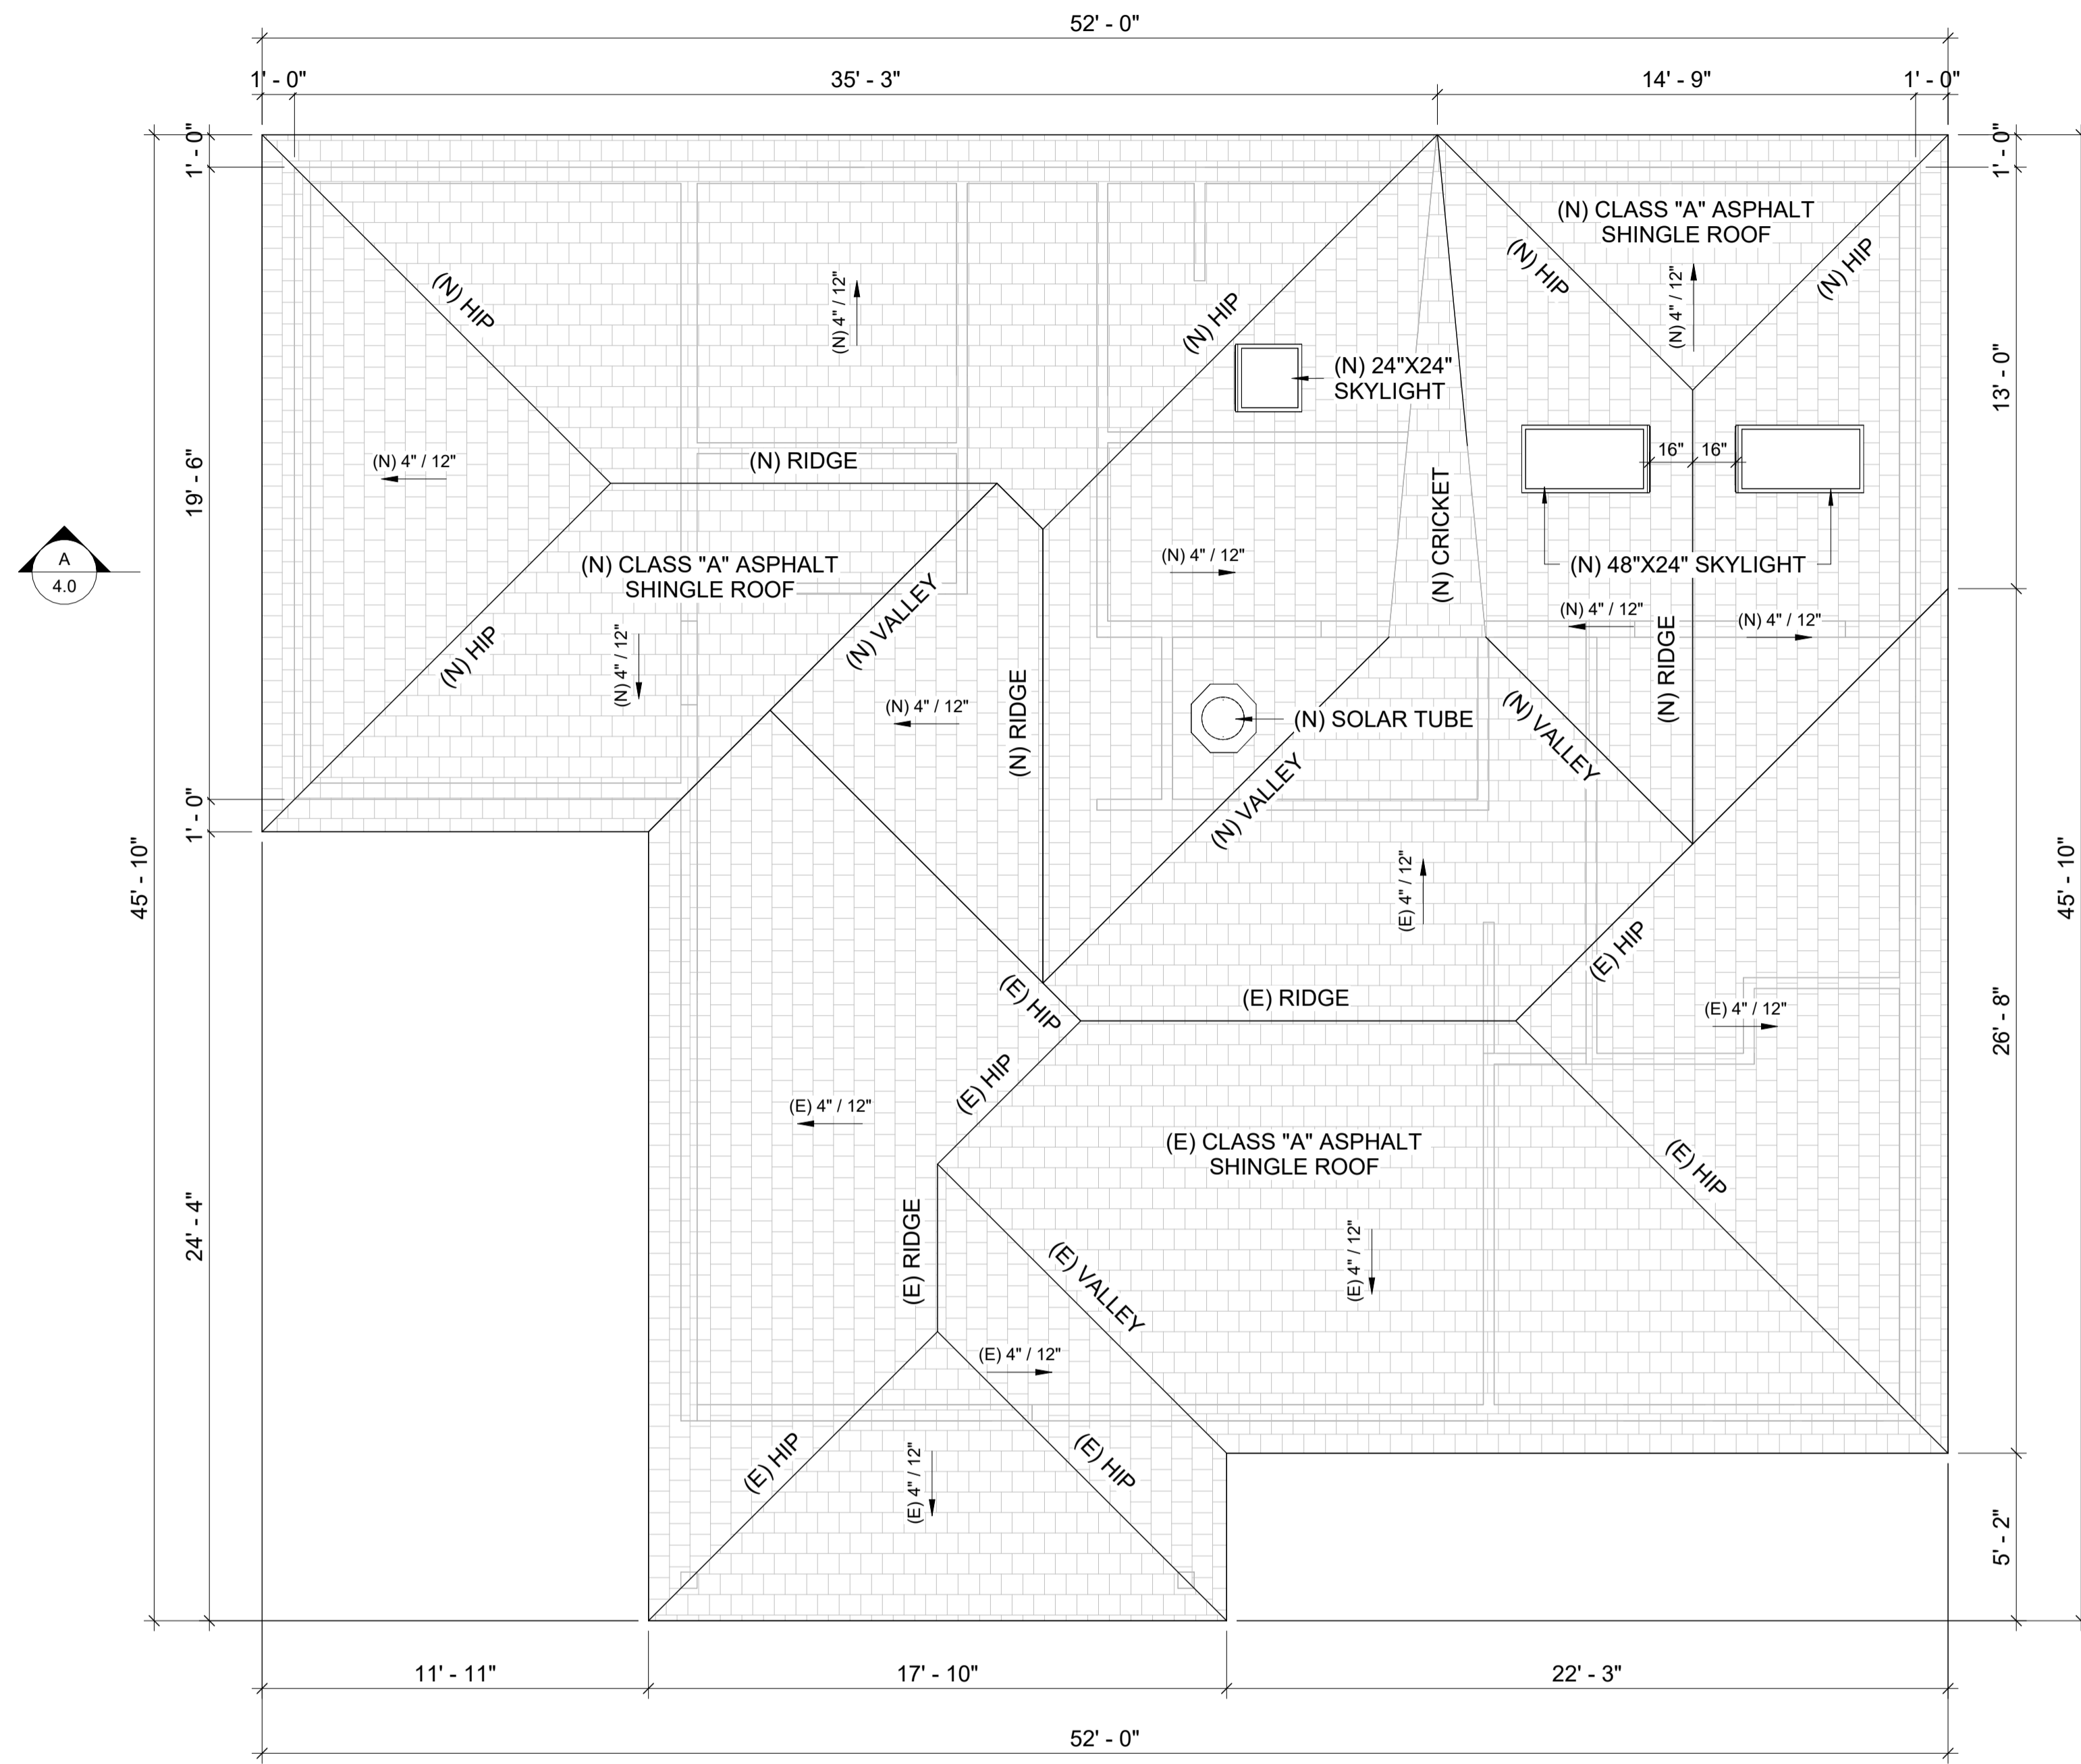 52' - 0"
1' - 0"
35' - 3"
14' - 9"
1' - 0"
1' - 0"
1' - 0"
(N) CLASS "A" ASPHALT
SHINGLE ROOF
(N) HIP
(N) HIP
(N) HIP
(N) HIP
(N) 4" / 12"
(N) 4" / 12"
(N) 24"X24"
SKYLIGHT
13' - 0"
19' - 6"
(N) 4" / 12"
(N) RIDGE
16"
16"
(N) CRICKET
A
4.0
(N) CLASS "A" ASPHALT
SHINGLE ROOF
(N) 4" / 12"
(N) 48"X24" SKYLIGHT
(N) VALLEY
(N) 4" / 12"
(N) 4" / 12"
(N) HIP
(N) 4" / 12"
(N) RIDGE
(N) 4" / 12"
(N) RIDGE
(N) SOLAR TUBE
(N) VALLEY
(N) VALLEY
1' - 0"
45' - 10"
45' - 10"
(E) 4" / 12"
(E) HIP
(E) HIP
(E) RIDGE
(E) 4" / 12"
26' - 8"
(E) HIP
(E) 4" / 12"
(E) CLASS "A" ASPHALT
SHINGLE ROOF
(E) HIP
24' - 4"
(E) RIDGE
(E) VALLEY
(E) 4" / 12"
(E) 4" / 12"
(E) HIP
(E) HIP
(E) 4" / 12"
5' - 2"
11' - 11"
17' - 10"
22' - 3"
52' - 0"